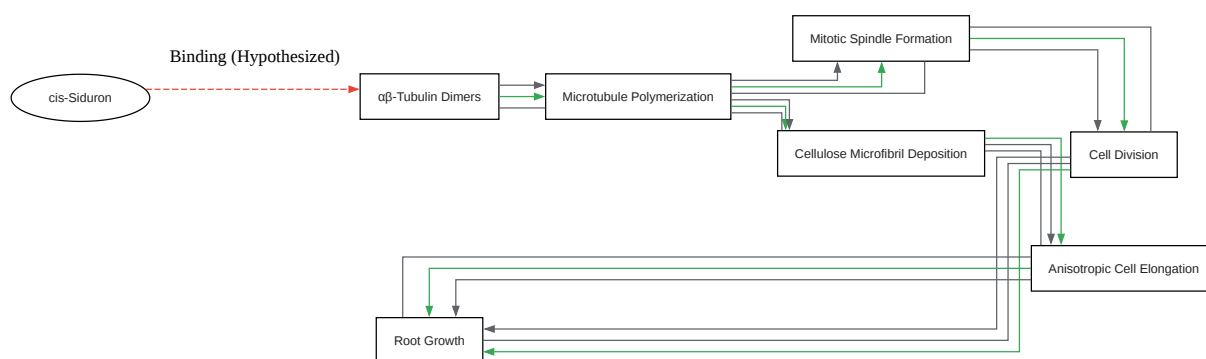 Mitotic Spindle Formation
Binding (Hypothesized)
cis-Siduron
αβ-Tubulin Dimers
Microtubule Polymerization
Cellulose Microfibril Deposition
Cell Division
Anisotropic Cell Elongation
Root Growth